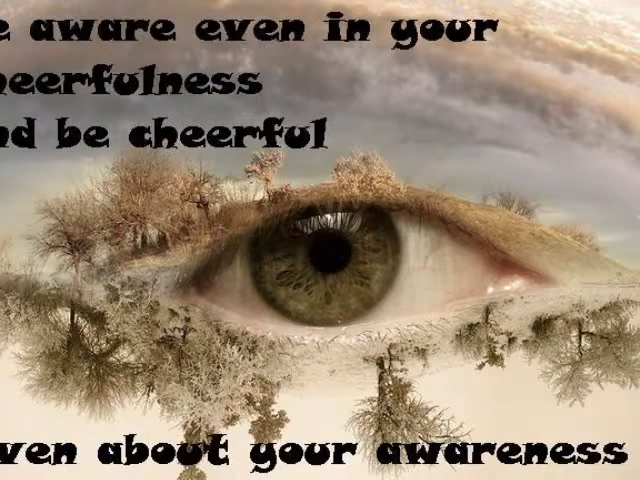 e aware even in your
heerfulness
nd be cheerful
ven about your awareness